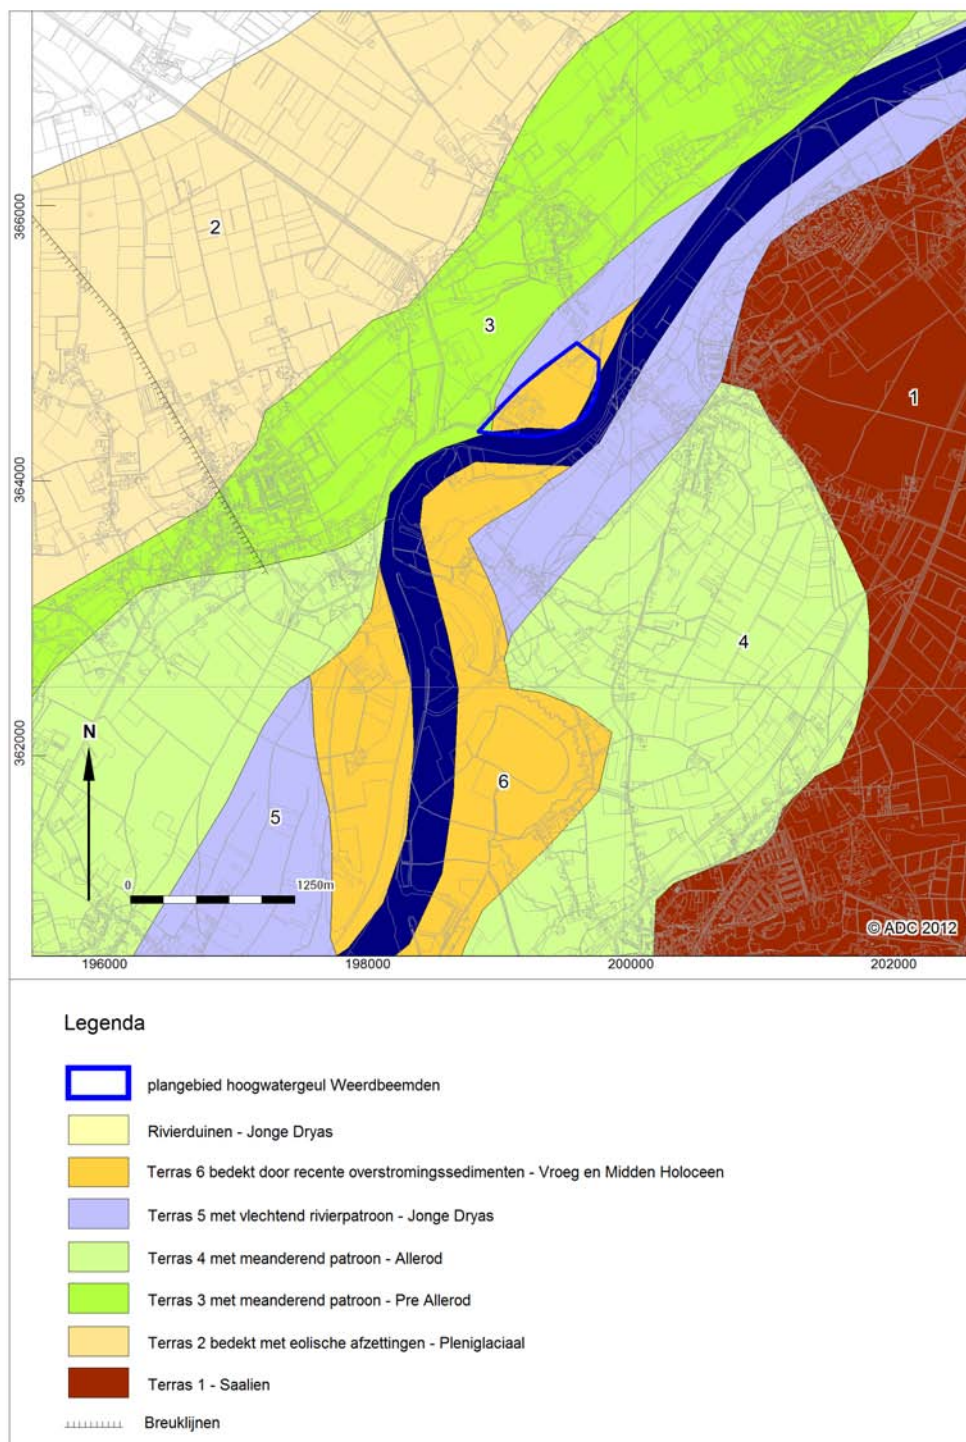 2
366000
3
1
364000
4
N
362000
6
5
0 1250m
© ADC 2012
196000 198000 200000 202000
Legenda
plangebied hoogwatergeul Weerdbeemden
Rivierduinen - Jonge Dryas
Terras 6 bedekt door recente overstromingssedimenten - Vroeg en Midden Holoceen
Terras 5 met vlechtend rivierpatroon - Jonge Dryas
Terras 4 met meanderend patroon - Allerod
Terras 3 met meanderend patroon - Pre Allerod
Terras 2 bedekt met eolische afzettingen - Pleniglaciaal
Terras 1 - Saalien
Breuklijnen